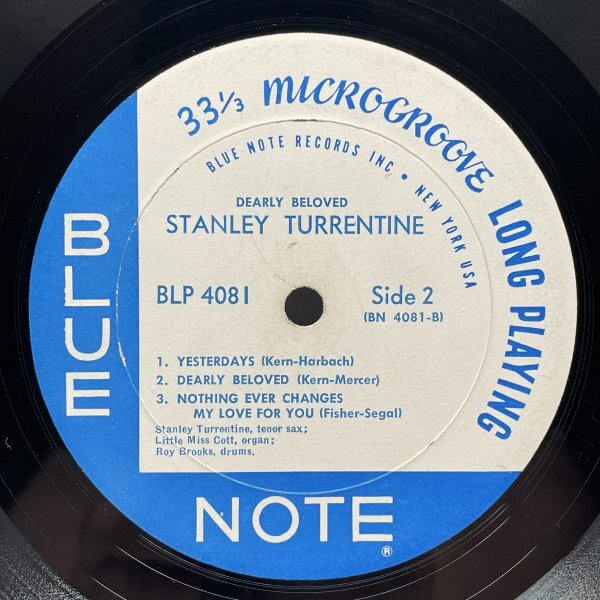 33⅓ MICROGROOVE LONG PLAYING
BLUE NOTE RECORDS INC • NEW YORK USA
DEARLY BELOVED
STANLEY TURRENTINE
BLP 4081
Side 2
(BN 4081-B)
1. YESTERDAYS (Kern-Harbach)
2. DEARLY BELOVED (Kern-Mercer)
3. NOTHING EVER CHANGES
MY LOVE FOR YOU (Fisher-Segal)
Stanley Turrentine, tenor sax;
Little Miss Cott, organ;
Roy Brooks, drums.
BLUE
NOTE®